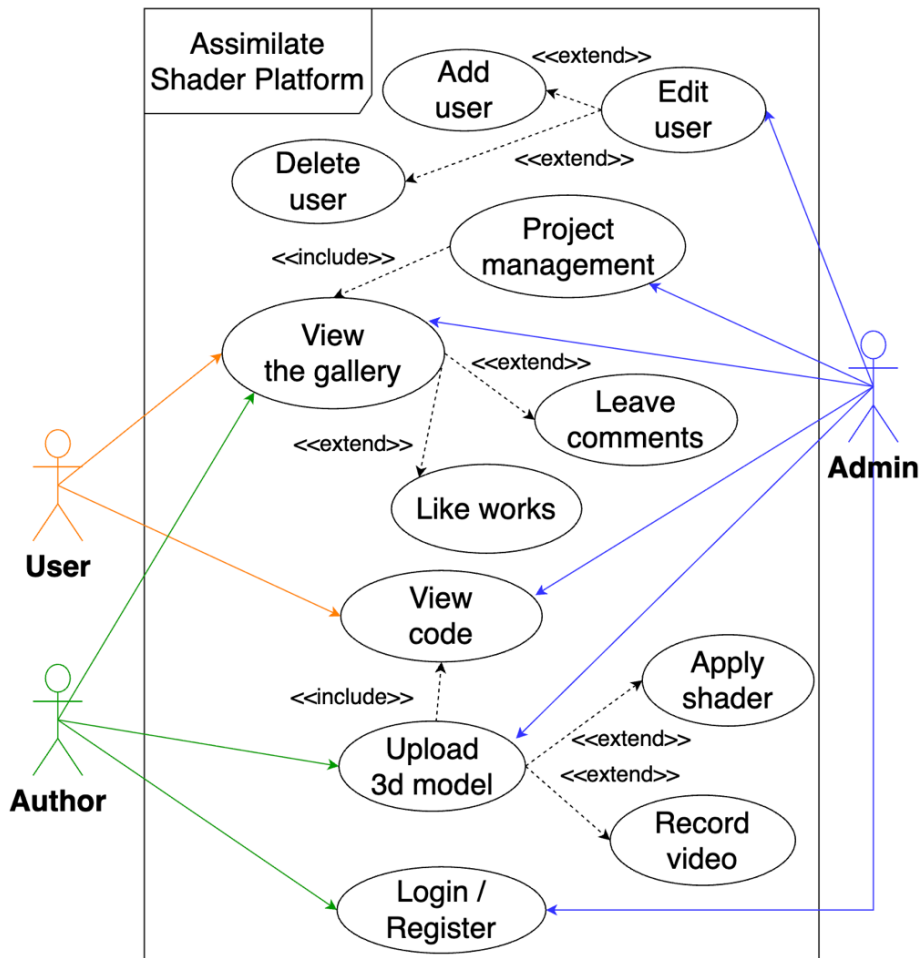 Assimilate
Shader Platform
Add
user
<<extend>>
Edit
user
<<extend>>
Delete
user
Project
management
<<include>>
View
the gallery
<<extend>>
Leave
comments
<<extend>>
Like works
Admin
User
View
code
<<include>>
Apply
shader
<<extend>>
Upload
3d model
<<extend>>
Author
Record
video
Login /
Register